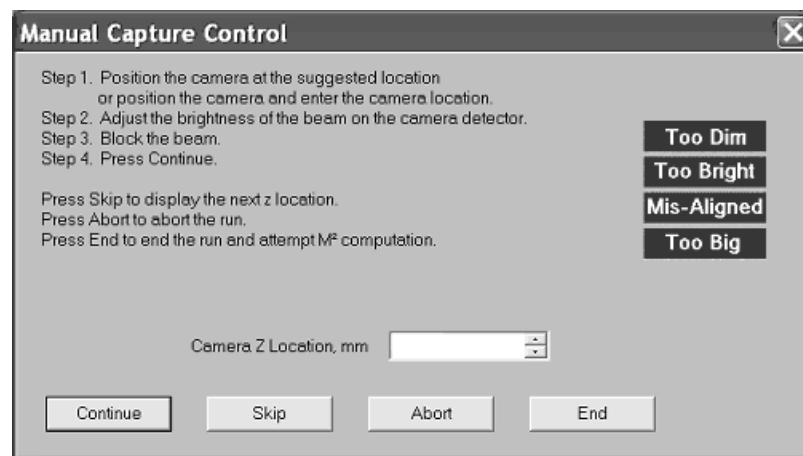 Manual Capture Control
Step 1. Position the camera at the suggested location
or position the camera and enter the camera location.
Step 2. Adjust the brightness of the beam on the camera detector.
Step 3. Block the beam.
Step 4. Press Continue.
Press Skip to display the next z location.
Press Abort to abort the run.
Press End to end the run and attempt M² computation.
Too Dim
Too Bright
Mis-Aligned
Too Big
Camera Z Location, mm
Continue Skip Abort End